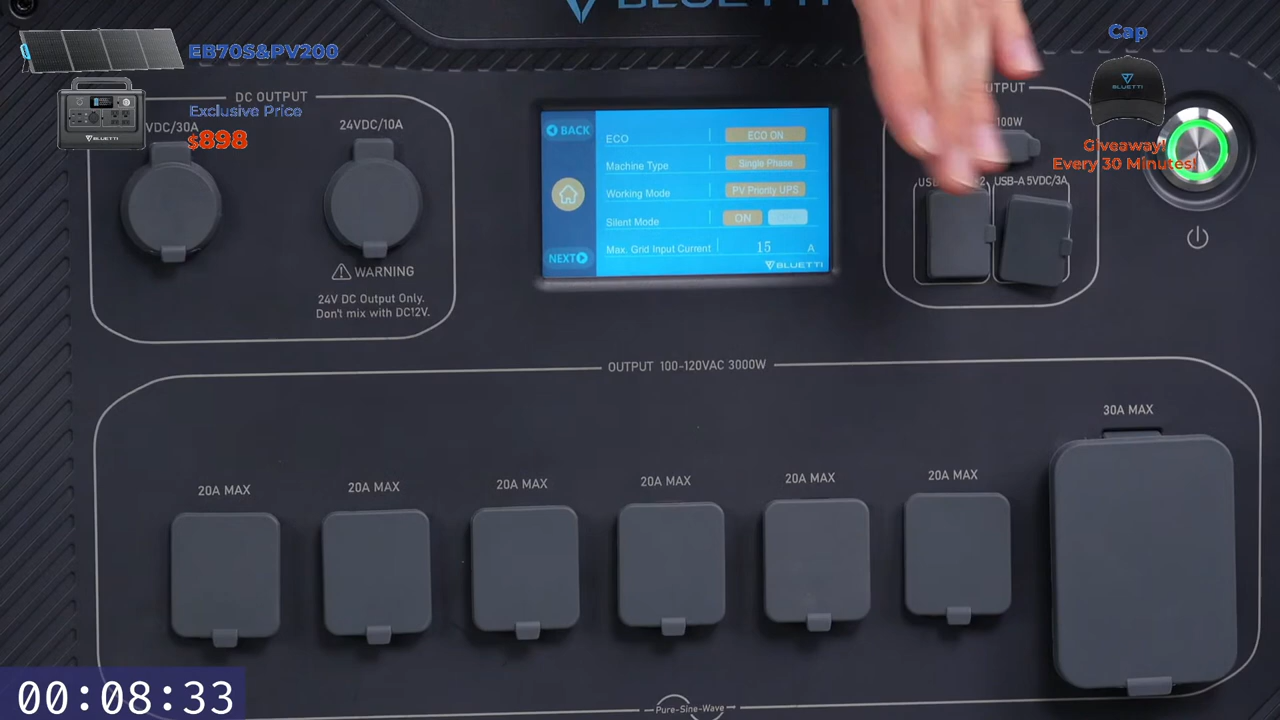 BLUETTI
EB70S&PV200
Exclusive Price
$898
BLUETTI
Cap
BLUETTI
Giveaway!
Every 30 Minutes!
DC OUTPUT
VDC/30A
24VDC/10A
WARNING
24V DC Output Only.
Don't mix with DC12V.
BACK
NEXT
ECO ECO ON
Machine Type Single Phase
Working Mode PV Priority UPS
Silent Mode ON
Max. Grid Input Current 15 A
BLUETTI
OUTPUT
100W
USB-A 5VDC/3A
OUTPUT 100-120VAC 3000W
30A MAX
20A MAX
20A MAX
20A MAX
20A MAX
20A MAX
20A MAX
Pure-Sine-Wave
00:08:33